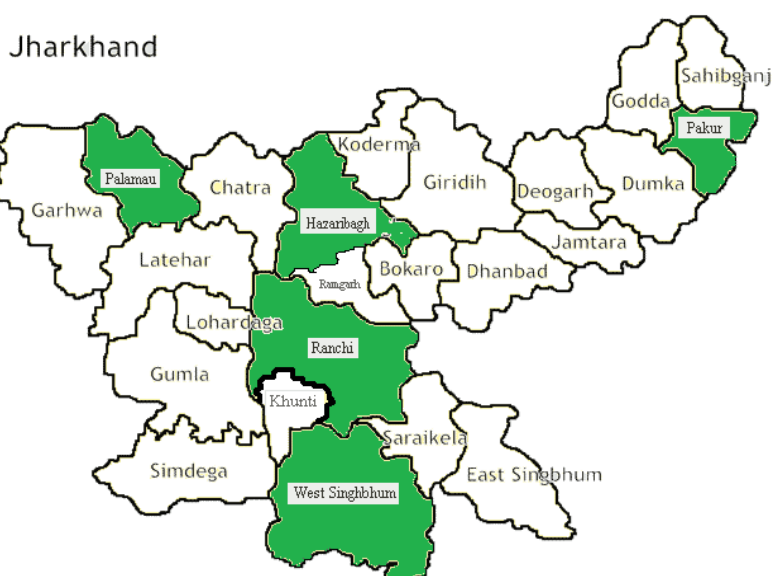 Jharkhand
Sahibganj
Godda
Pakur
Koderma
Palamau
Chatra
Giridih
Deogarh
Dumka
Garhwa
Hazaribagh
Jamtara
Latehar
Bokaro
Dhanbad
Ramgarh
Lohardaga
Ranchi
Gumla
Khunti
Saraikela
Simdega
East Singbhum
West Singhbhum